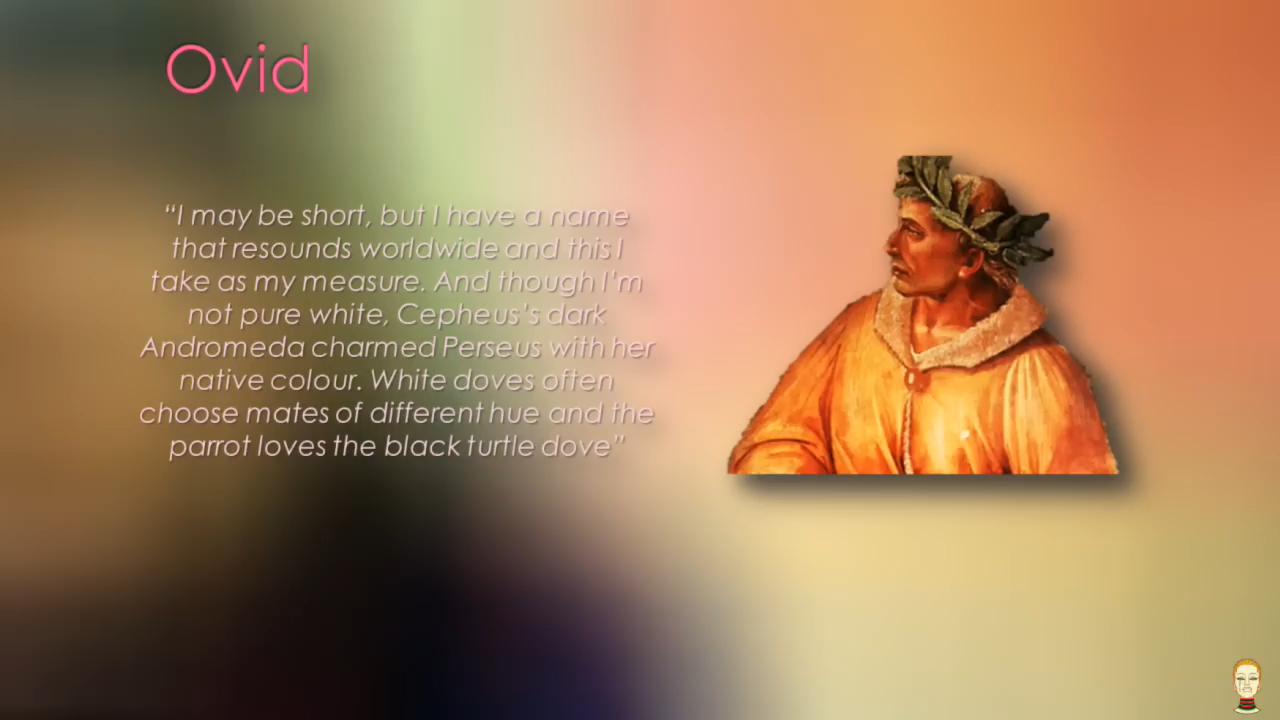 Ovid
“I may be short, but I have a name
that resounds worldwide and this I
take as my measure. And though I’m
not pure white, Cepheus’s dark
Andromeda charmed Perseus with her
native colour. White doves often
choose mates of different hue and the
parrot loves the black turtle dove”